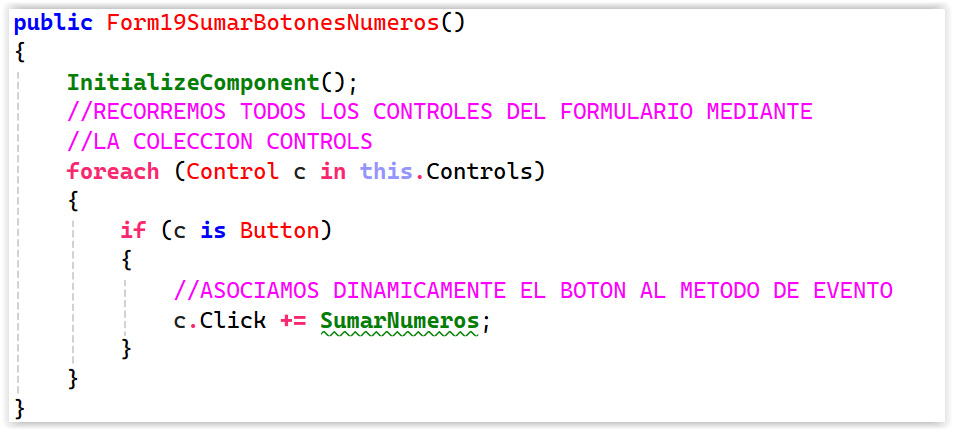 public Form19SumarBotonesNumeros()
{
InitializeComponent();
//RECORREMOS TODOS LOS CONTROLES DEL FORMULARIO MEDIANTE
//LA COLECCION CONTROLS
foreach (Control c in this.Controls)
{
if (c is Button)
{
//ASOCIAMOS DINAMICAMENTE EL BOTON AL METODO DE EVENTO
c.Click += SumarNumeros;
}
}
}